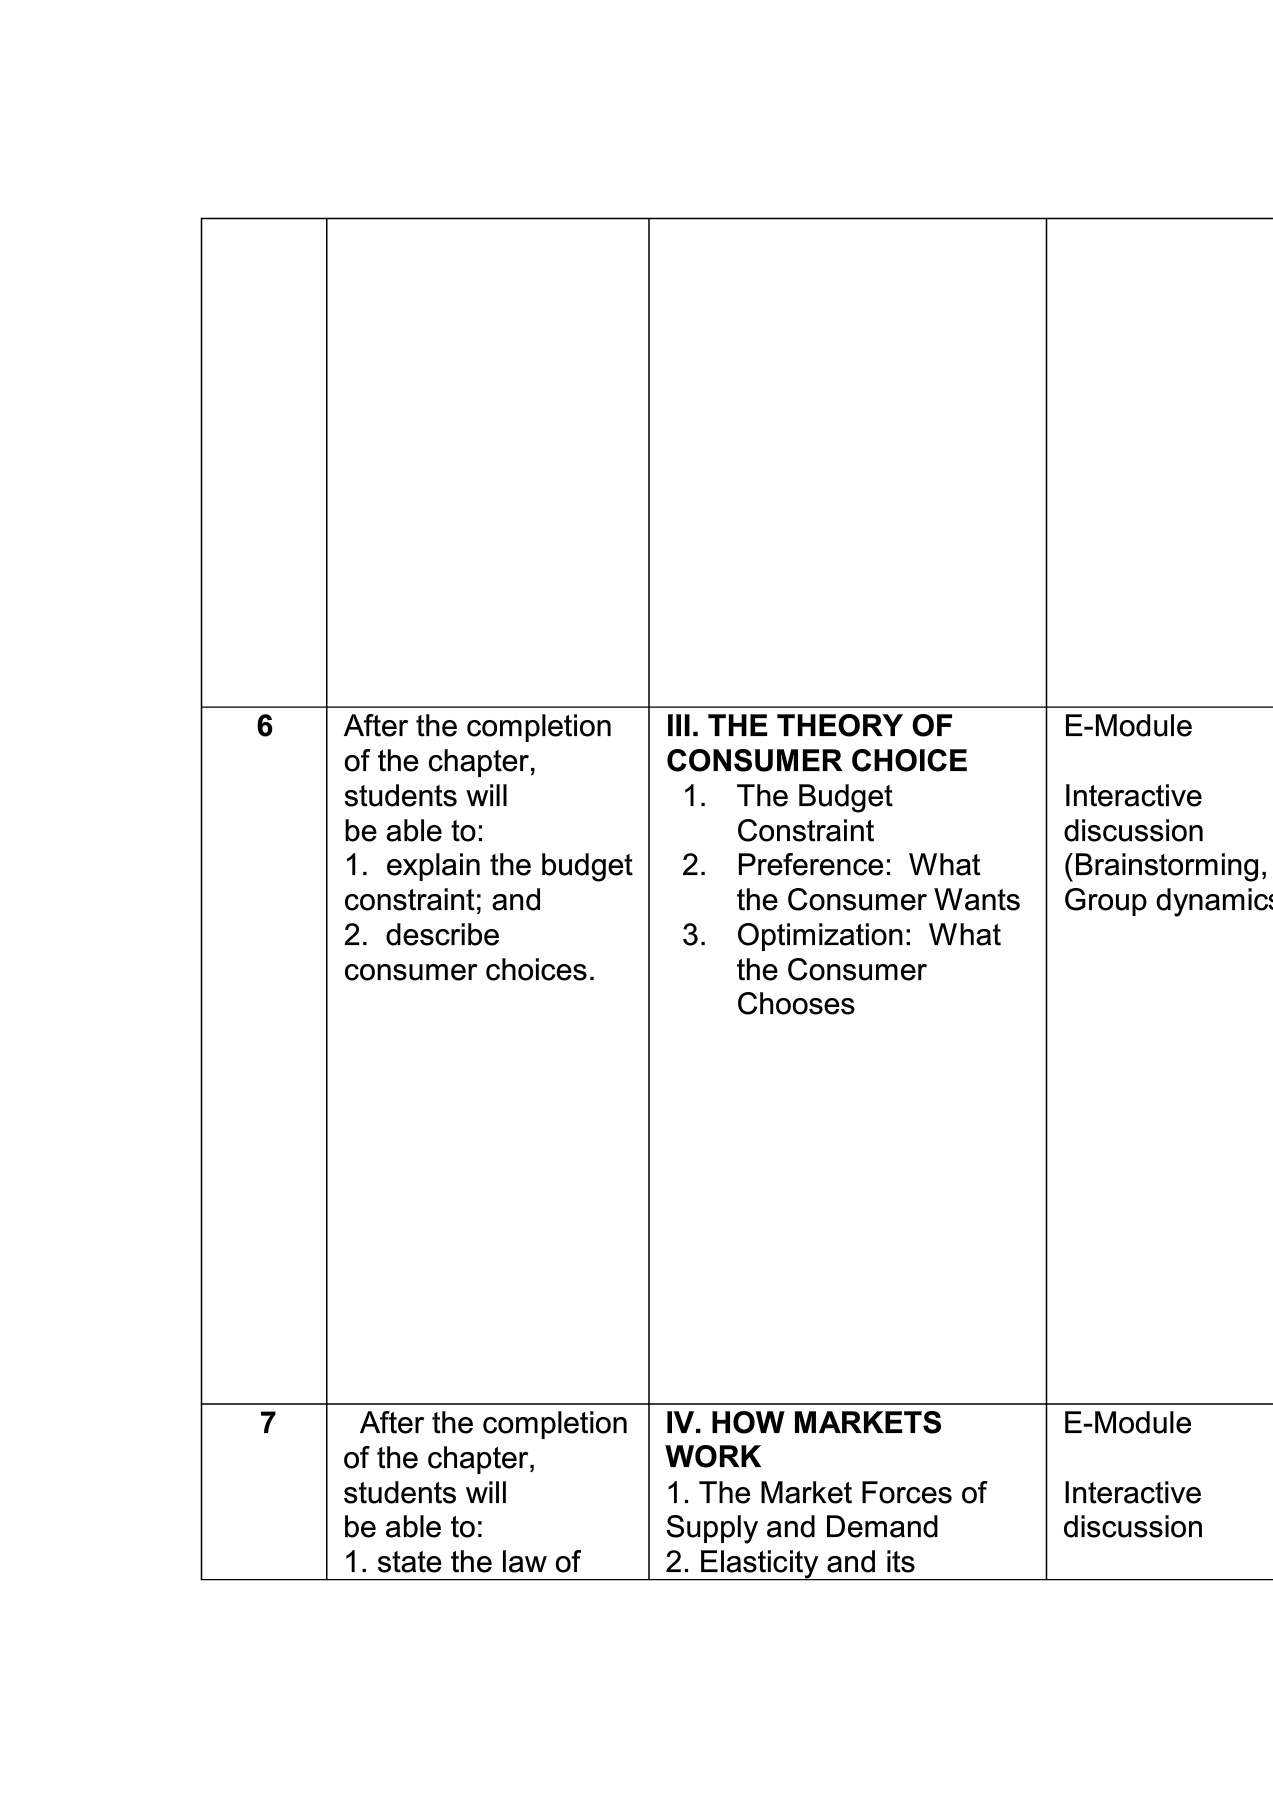 6
After the completion
of the chapter,
students will
be able to:
1. explain the budget
constraint; and
2. describe
consumer choices.
III. THE THEORY OF
CONSUMER CHOICE
1. The Budget
Constraint
2. Preference: What
the Consumer Wants
3. Optimization: What
the Consumer
Chooses
E-Module
Interactive
discussion
(Brainstorming,
Group dynamics
7
After the completion
of the chapter,
students will
be able to:
1. state the law of
IV. HOW MARKETS
WORK
1. The Market Forces of
Supply and Demand
2. Elasticity and its
E-Module
Interactive
discussion